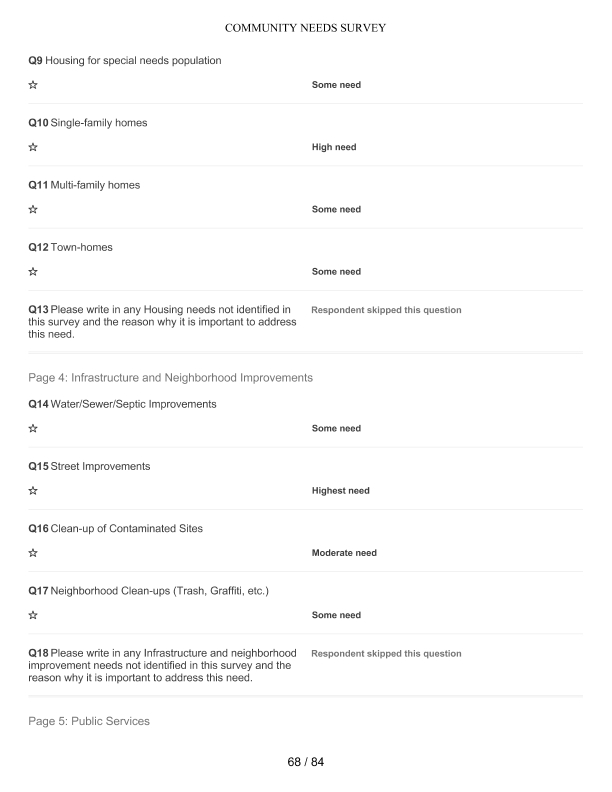 COMMUNITY NEEDS SURVEY
Q9 Housing for special needs population
☆ Some need
Q10 Single-family homes
☆ High need
Q11 Multi-family homes
☆ Some need
Q12 Town-homes
☆ Some need
Q13 Please write in any Housing needs not identified in
this survey and the reason why it is important to address
this need.
Respondent skipped this question
Page 4: Infrastructure and Neighborhood Improvements
Q14 Water/Sewer/Septic Improvements
☆ Some need
Q15 Street Improvements
☆ Highest need
Q16 Clean-up of Contaminated Sites
☆ Moderate need
Q17 Neighborhood Clean-ups (Trash, Graffiti, etc.)
☆ Some need
Q18 Please write in any Infrastructure and neighborhood
improvement needs not identified in this survey and the
reason why it is important to address this need.
Respondent skipped this question
Page 5: Public Services
68 / 84